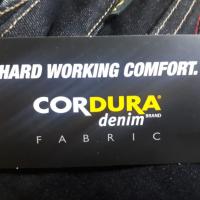 HARD WORKING COMFORT.
CORDURA®
denim BRAND
FABRIC